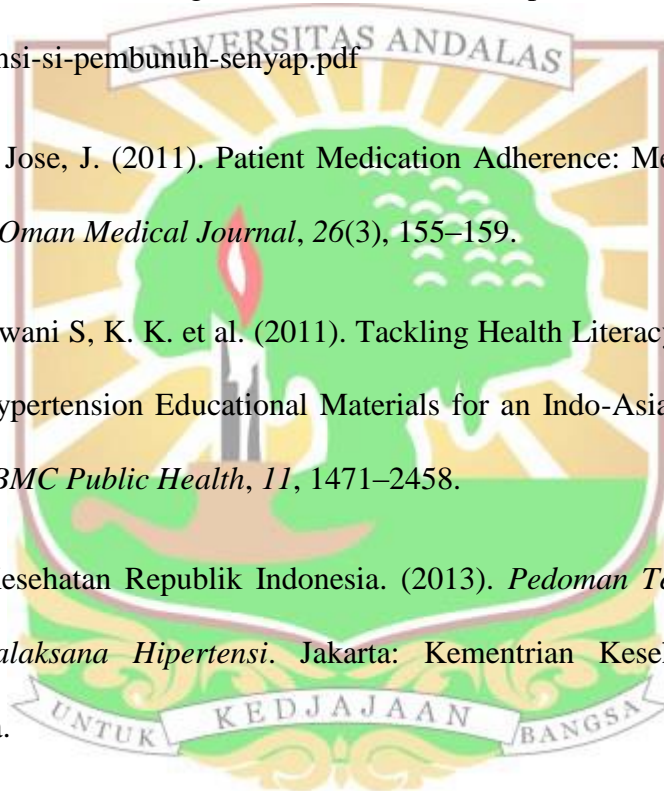 UNIVERSITAS ANDALAS
nsi-si-pembunuh-senyap.pdf
Jose, J. (2011). Patient Medication Adherence: Me
Oman Medical Journal, 26(3), 155–159.
wani S, K. K. et al. (2011). Tackling Health Literacy
ypertension Educational Materials for an Indo-Asia
BMC Public Health, 11, 1471–2458.
esehatan Republik Indonesia. (2013). Pedoman Te
alaksana Hipertensi. Jakarta: Kementrian Kese
.
UNTUK KEDJAJAAN BANGSA